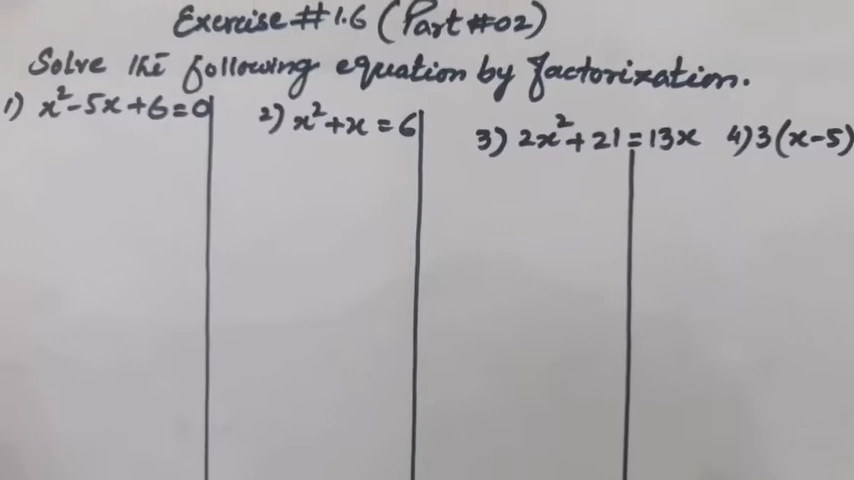 Exercise #1.6 (Part #02)
Solve the following equation by factorization.
1) x²-5x+6=0
2) x²+x=6
3) 2x²+21=13x
4) 3(x-5)